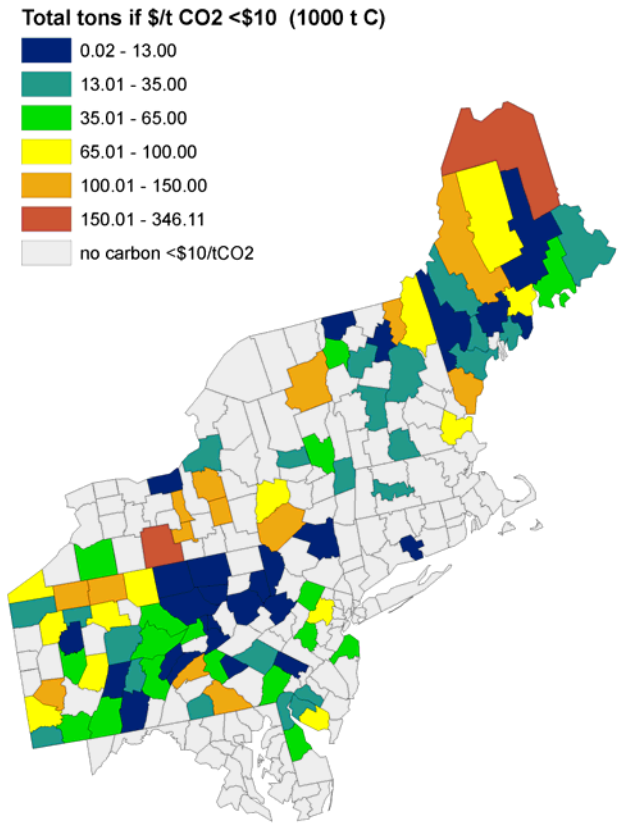 Total tons if $/t CO2 <$10 (1000 t C)
0.02 - 13.00
13.01 - 35.00
35.01 - 65.00
65.01 - 100.00
100.01 - 150.00
150.01 - 346.11
no carbon <$10/tCO2